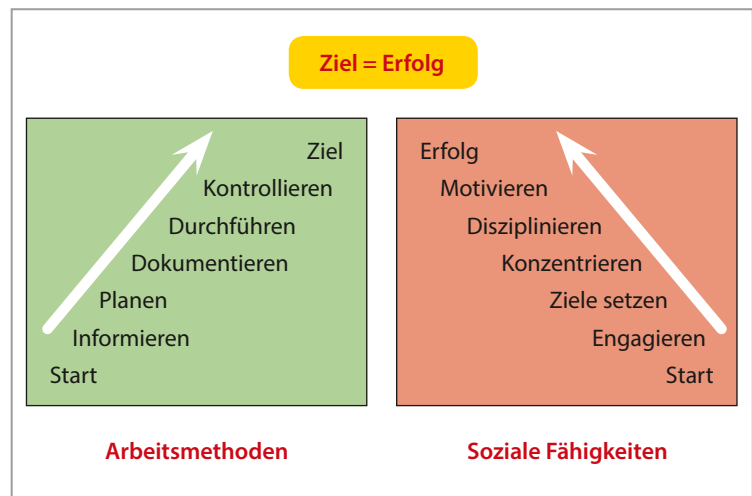 Ziel = Erfolg
Ziel
Kontrollieren
Durchführen
Dokumentieren
Planen
Informieren
Start
Arbeitsmethoden
Erfolg
Motivieren
Disziplinieren
Konzentrieren
Ziele setzen
Engagieren
Start
Soziale Fähigkeiten